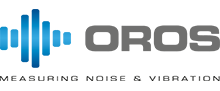 OROS
MEASURING NOISE & VIBRATION